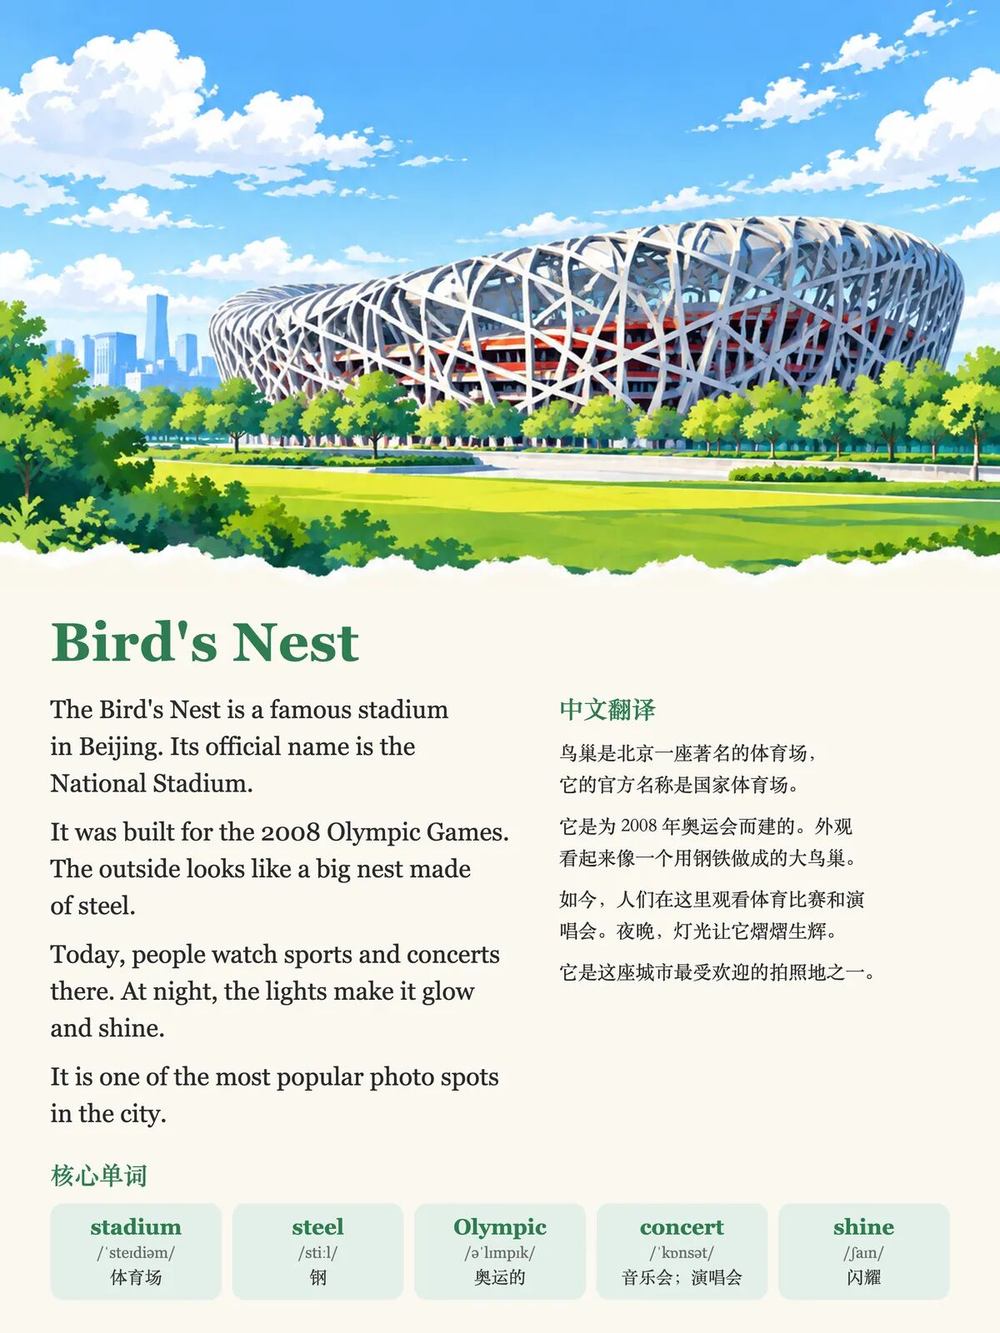 Bird's Nest
The Bird's Nest is a famous stadium
in Beijing. Its official name is the
National Stadium.
It was built for the 2008 Olympic Games.
The outside looks like a big nest made
of steel.
Today, people watch sports and concerts
there. At night, the lights make it glow
and shine.
It is one of the most popular photo spots
in the city.
中文翻译
鸟巢是北京一座著名的体育场，
它的官方名称是国家体育场。
它是为 2008 年奥运会而建的。外观
看起来像一个用钢铁做成的大鸟巢。
如今，人们在这里观看体育比赛和演
唱会。夜晚，灯光让它熠熠生辉。
它是这座城市最受欢迎的拍照地之一。
核心单词
stadium
/ˈsteɪdiəm/
体育场
steel
/stiːl/
钢
Olympic
/əˈlɪmpɪk/
奥运的
concert
/ˈkɒnsət/
音乐会；演唱会
shine
/ʃaɪn/
闪耀